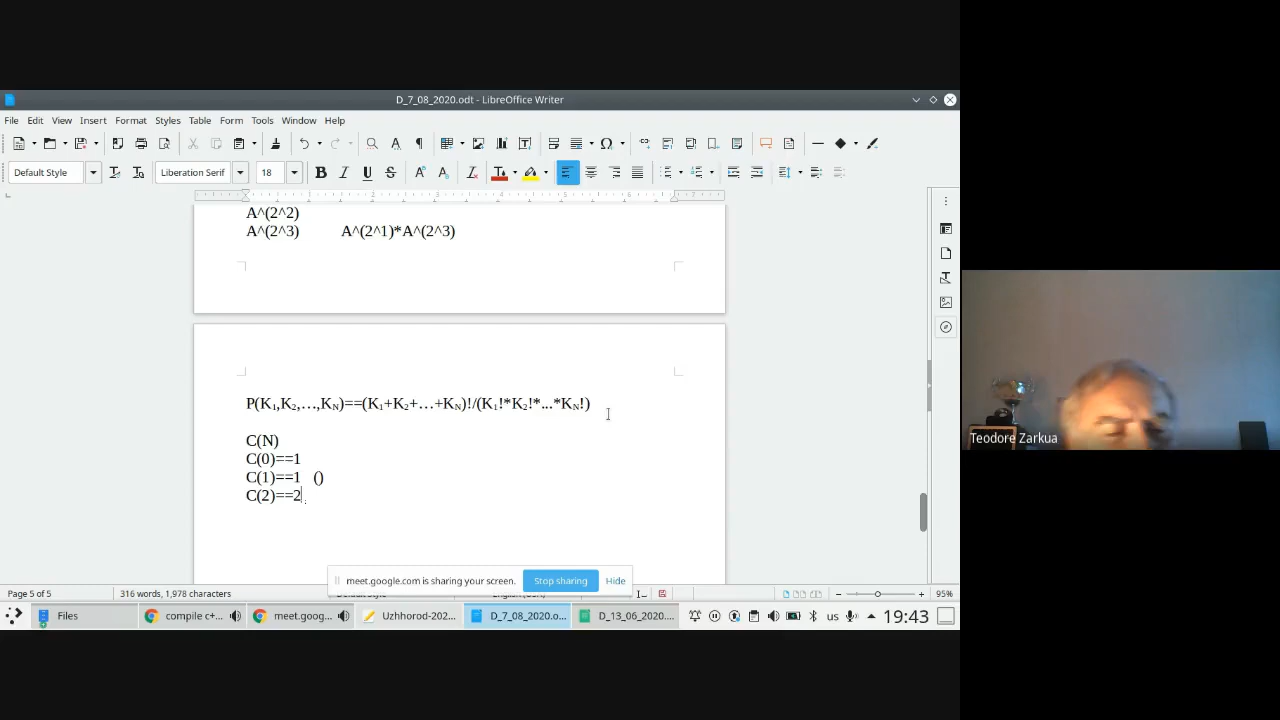 D_7_08_2020.odt - LibreOffice Writer
File Edit View Insert Format Styles Table Form Tools Window Help
Default Style Liberation Serif 18
A^(2^2)
A^(2^3) A^(2^1)*A^(2^3)
P(K₁,K₂,…,Kₙ)==(K₁+K₂+…+Kₙ)!/(K₁!*K₂!*...*Kₙ!)
C(N)
C(0)==1
C(1)==1 ()
C(2)==2
Teodore Zarkua
meet.google.com is sharing your screen. Stop sharing Hide
Page 5 of 5 316 words, 1,978 characters 95%
Files compile c+... meet.goog... Uzhhorod-202... D_7_08_2020.o... D_13_06_2020.... us 19:43